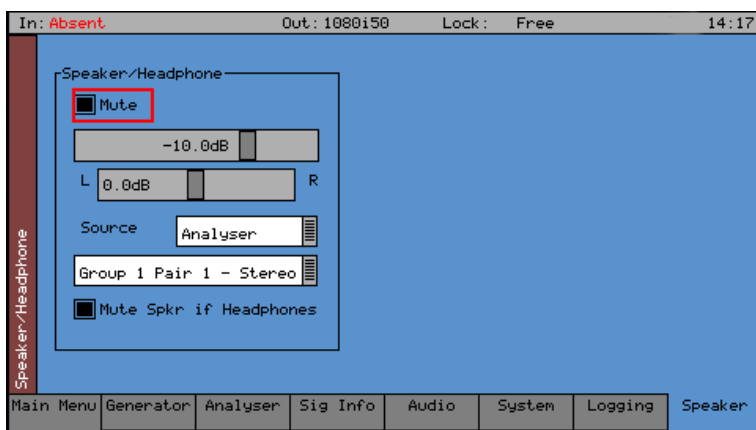 In: Absent Out: 1080i50 Lock: Free 14:17
Speaker/Headphone
Mute
-10.0dB
L 0.0dB R
Source Analyser
Group 1 Pair 1 - Stereo
Mute Spkr if Headphones
Speaker/Headphone
Main Menu Generator Analyser Sig Info Audio System Logging Speaker